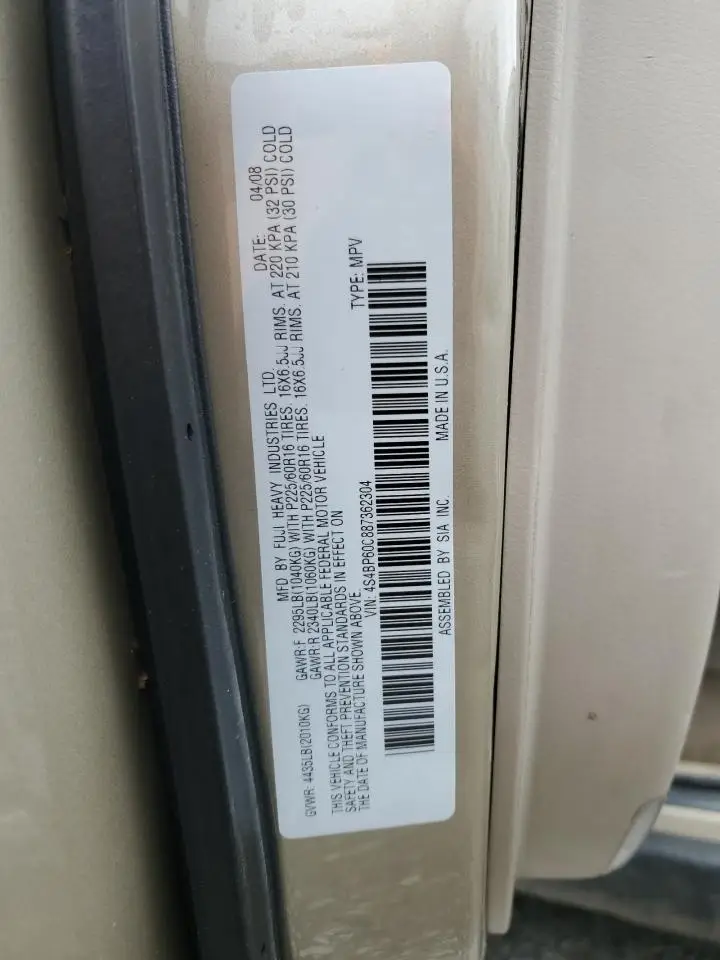 MFD BY FUJI HEAVY INDUSTRIES LTD. DATE: 04/08
GVWR: 4435LB(2010KG) GAWR:F 2295LB(1040KG) WITH P225/60R16 TIRES. 16X6.5JJ RIMS. AT 220 KPA (32 PSI) COLD
GAWR:R 2340LB(1060KG) WITH P225/60R16 TIRES. 16X6.5JJ RIMS. AT 210 KPA (30 PSI) COLD
THIS VEHICLE CONFORMS TO ALL APPLICABLE FEDERAL MOTOR VEHICLE
SAFETY AND THEFT PREVENTION STANDARDS IN EFFECT ON
THE DATE OF MANUFACTURE SHOWN ABOVE.
VIN: 4S4BP60C887362304 TYPE: MPV
ASSEMBLED BY SIA INC. MADE IN U.S.A.